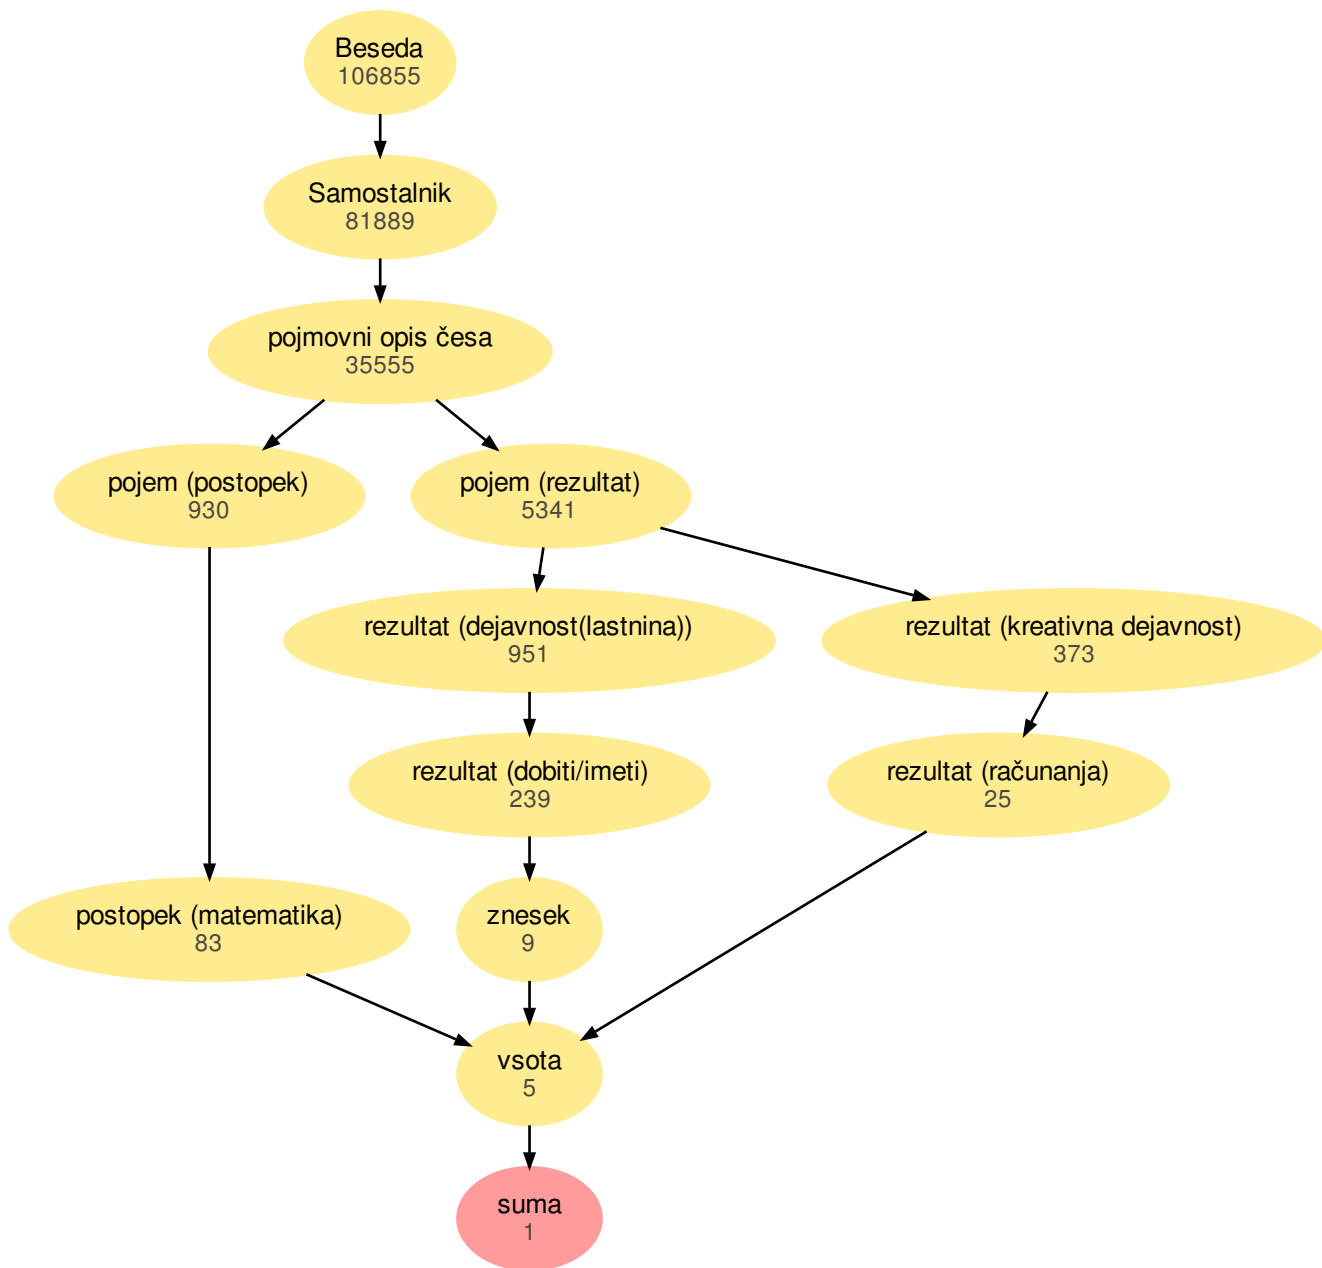 Beseda
106855
Samostalnik
81889
pojmovni opis česa
35555
pojem (postopek)
930
pojem (rezultat)
5341
rezultat (dejavnost(lastnina))
951
rezultat (kreativna dejavnost)
373
rezultat (dobiti/imeti)
239
rezultat (računanja)
25
postopek (matematika)
83
znesek
9
vsota
5
suma
1